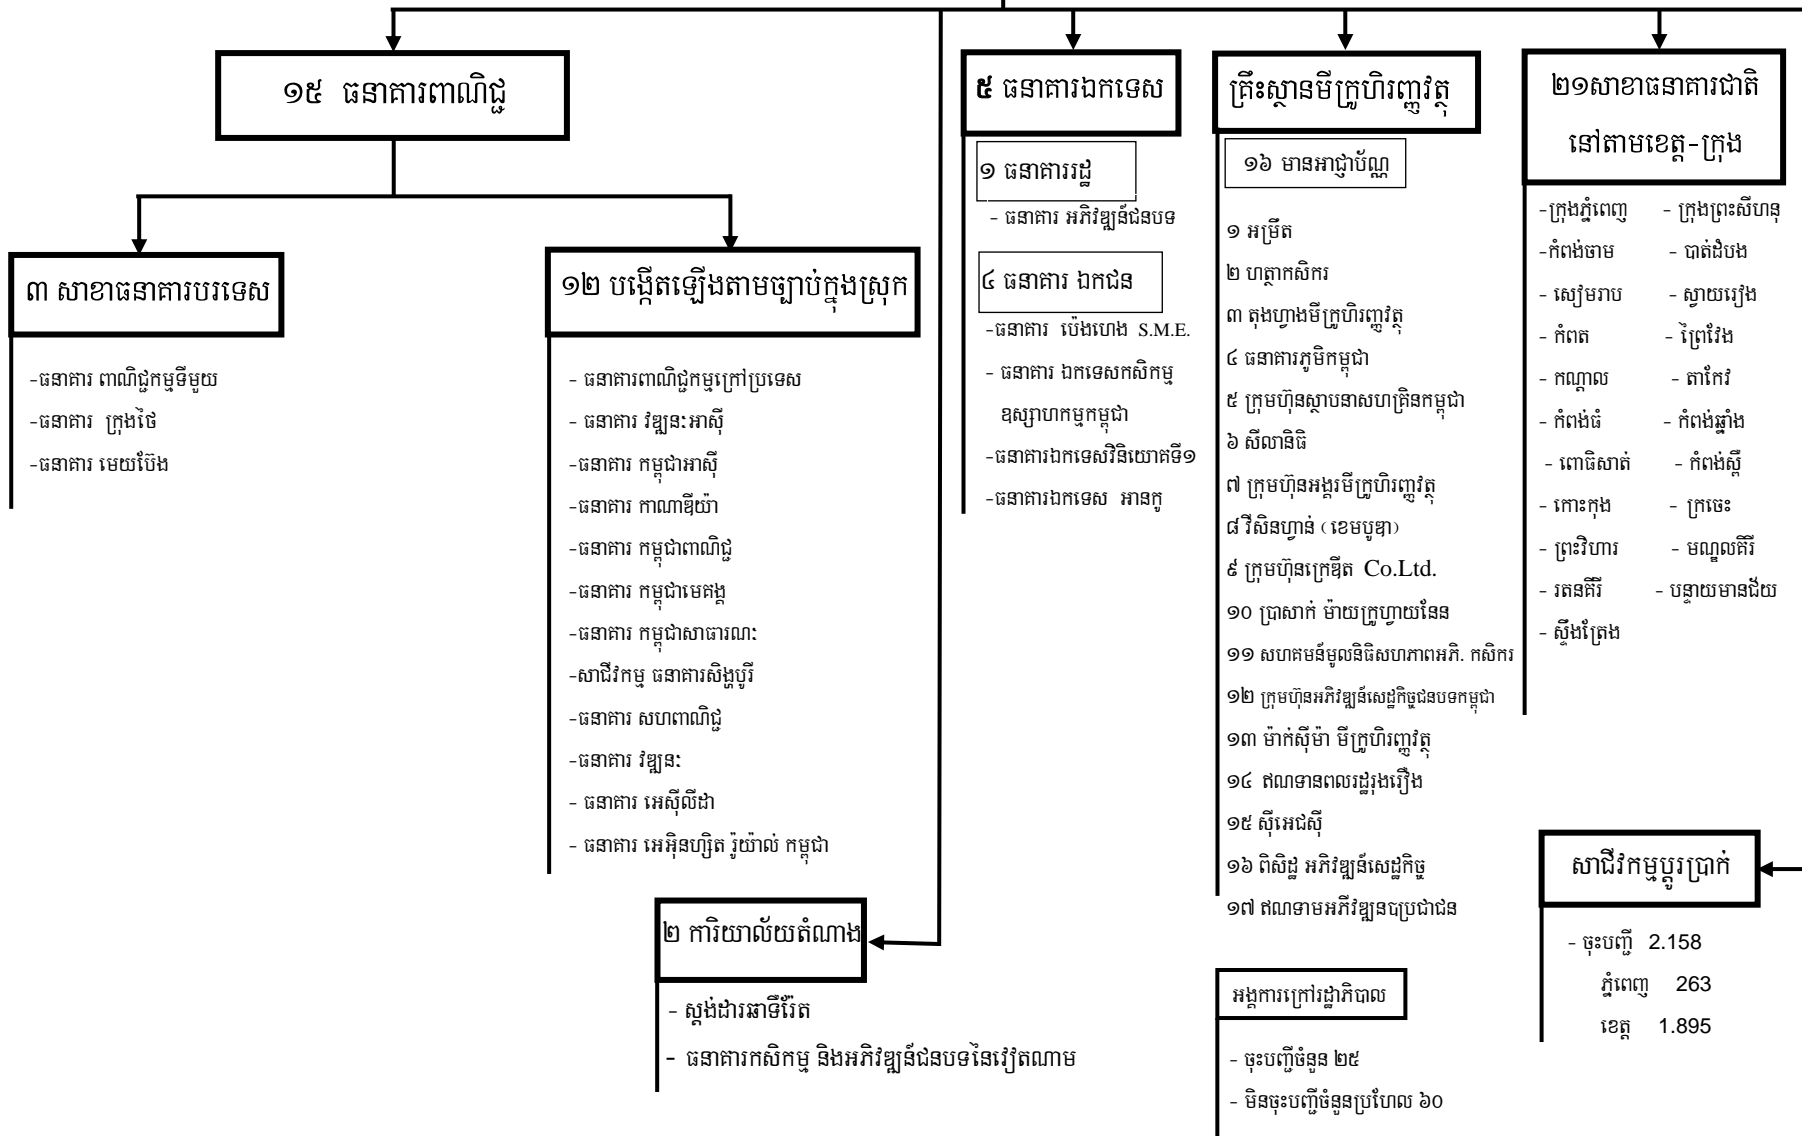 ១៥ ធនាគារពាណិជ្ជ
៣ សាខាធនាគារបរទេស
-ធនាគារ ពាណិជ្ជកម្មទីមួយ
-ធនាគារ ក្រុងថៃ
-ធនាគារ មេយប៊ែង
១២ បង្កើតឡើងតាមច្បាប់ក្នុងស្រុក
- ធនាគារពាណិជ្ជកម្មក្រៅប្រទេស
- ធនាគារ វឌ្ឍនៈអាស៊ី
-ធនាគារ កម្ពុជាអាស៊ី
-ធនាគារ កាណាឌីយ៉ា
-ធនាគារ កម្ពុជាពាណិជ្ជ
-ធនាគារ កម្ពុជាមេគង្គ
-ធនាគារ កម្ពុជាសាធារណៈ
-សាជីវកម្ម ធនាគារសិង្ហបូរី
-ធនាគារ សហពាណិជ្ជ
-ធនាគារ វឌ្ឍនៈ
- ធនាគារ អេស៊ីលីដា
- ធនាគារ អេអ៊ិនហ្សិត រ៉ូយ៉ាល់ កម្ពុជា
២ ការិយាល័យតំណាង
- ស្តង់ដារឆាទឺរ៉ែត
- ធនាគារកសិកម្ម និងអភិវឌ្ឍន៍ជនបទនៃវៀតណាម
៥ ធនាគារឯកទេស
១ ធនាគាររដ្ឋ
- ធនាគារ អភិវឌ្ឍន៍ជនបទ
៤ ធនាគារ ឯកជន
-ធនាគារ ប៉េងហេង S.M.E.
- ធនាគារ ឯកទេសកសិកម្ម
ឧស្សាហកម្មកម្ពុជា
-ធនាគារឯកទេសវិនិយោគទី១
-ធនាគារឯកទេស អានកូ
គ្រឹះស្ថានមីក្រូហិរញ្ញវត្ថុ
១៦ មានអាជ្ញាប័ណ្ណ
១ អម្រឹត
២ ហត្ថាកសិករ
៣ តុងហ្វាងមីក្រូហិរញ្ញវត្ថុ
៤ ធនាគារភូមិកម្ពុជា
៥ ក្រុមហ៊ុនស្ថាបនាសហគ្រិនកម្ពុជា
៦ សីលានិធិ
៧ ក្រុមហ៊ុនអង្គរមីក្រូហិរញ្ញវត្ថុ
៨ វីសិនហ្វាន់ (ខេមបូឌា)
៩ ក្រុមហ៊ុនក្រេឌីត Co.Ltd.
១០ ប្រាសាក់ ម៉ាយក្រូហ្វាយនែន
១១ សហគមន៍មូលនិធិសហភាពអភិ. កសិករ
១២ ក្រុមហ៊ុនអភិវឌ្ឍន៍សេដ្ឋកិច្ចជនបទកម្ពុជា
១៣ ម៉ាក់ស៊ីម៉ា មីក្រូហិរញ្ញវត្ថុ
១៤ ឥណទានពលរដ្ឋរុងរឿង
១៥ ស៊ីអេជស៊ី
១៦ ពិសិដ្ឋ អភិវឌ្ឍន៍សេដ្ឋកិច្ច
១៧ ឥណទាមអភីវឌ្ឍនបប្រជាជន
អង្គការក្រៅរដ្ឋាភិបាល
- ចុះបញ្ជីចំនួន ២៥
- មិនចុះបញ្ជីចំនួនប្រហែល ៦០
២១សាខាធនាគារជាតិ
នៅតាមខេត្ត-ក្រុង
-ក្រុងភ្នំពេញ - ក្រុងព្រះសីហនុ
-កំពង់ចាម - បាត់ដំបង
- សៀមរាប - ស្វាយរៀង
- កំពត - ព្រៃវែង
- កណ្តាល - តាកែវ
- កំពង់ធំ - កំពង់ឆ្នាំង
- ពោធិសាត់ - កំពង់ស្ពឺ
- កោះកុង - ក្រចេះ
- ព្រះវិហារ - មណ្ឌលគិរី
- រតនគិរី - បន្ទាយមានជ័យ
- ស្ទឹងត្រែង
សាជីវកម្មប្តូរប្រាក់
- ចុះបញ្ជី 2.158
ភ្នំពេញ 263
ខេត្ត 1.895